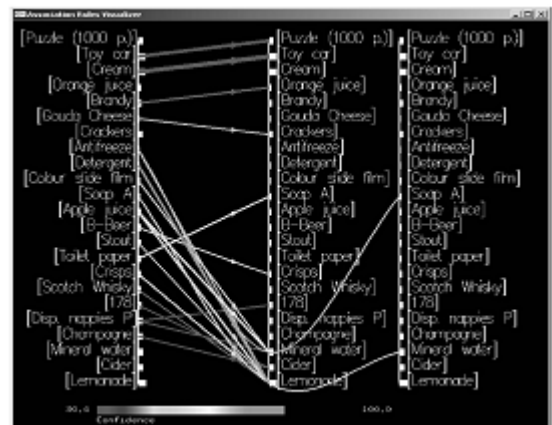 Association Rules Visualizer
[Puzzle (1000 p.)] [Puzzle (1000 p.)] [Puzzle (1000 p.)]
[Toy car] [Toy car] [Toy car]
[Cream] [Cream] [Cream]
[Orange juice] [Orange juice] [Orange juice]
[Brandy] [Brandy] [Brandy]
[Gouda Cheese] [Gouda Cheese] [Gouda Cheese]
[Crackers] [Crackers] [Crackers]
[Antifreeze] [Antifreeze] [Antifreeze]
[Detergent] [Detergent] [Detergent]
[Colour slide film] [Colour slide film] [Colour slide film]
[Soap A] [Soap A] [Soap A]
[Apple juice] [Apple juice] [Apple juice]
[B-Beer] [B-Beer] [B-Beer]
[Stout] [Stout] [Stout]
[Toilet paper] [Toilet paper] [Toilet paper]
[Crisps] [Crisps] [Crisps]
[Scotch Whisky] [Scotch Whisky] [Scotch Whisky]
[178] [178] [178]
[Disp. nappies P] [Disp. nappies P] [Disp. nappies P]
[Champagne] [Champagne] [Champagne]
[Mineral water] [Mineral water] [Mineral water]
[Cider] [Cider] [Cider]
[Lemonade] [Lemonade] [Lemonade]
100.0
Confidence